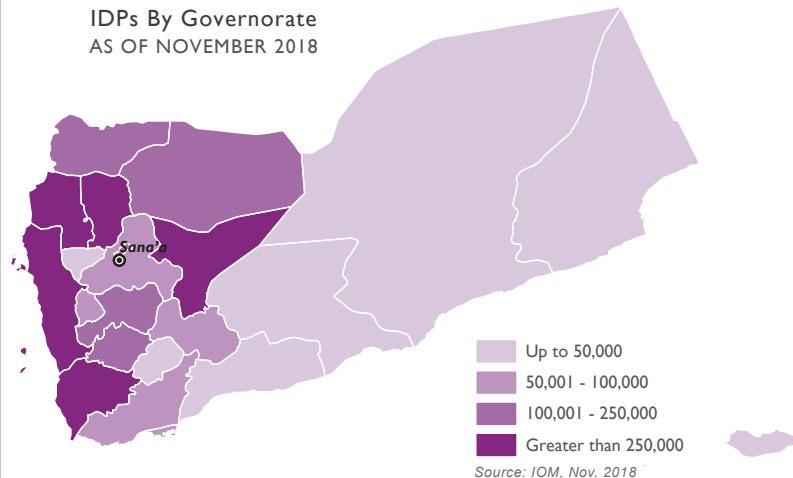 IDPs By Governorate
AS OF NOVEMBER 2018
Sana'a
Up to 50,000
50,001 - 100,000
100,001 - 250,000
Greater than 250,000
Source: IOM, Nov. 2018